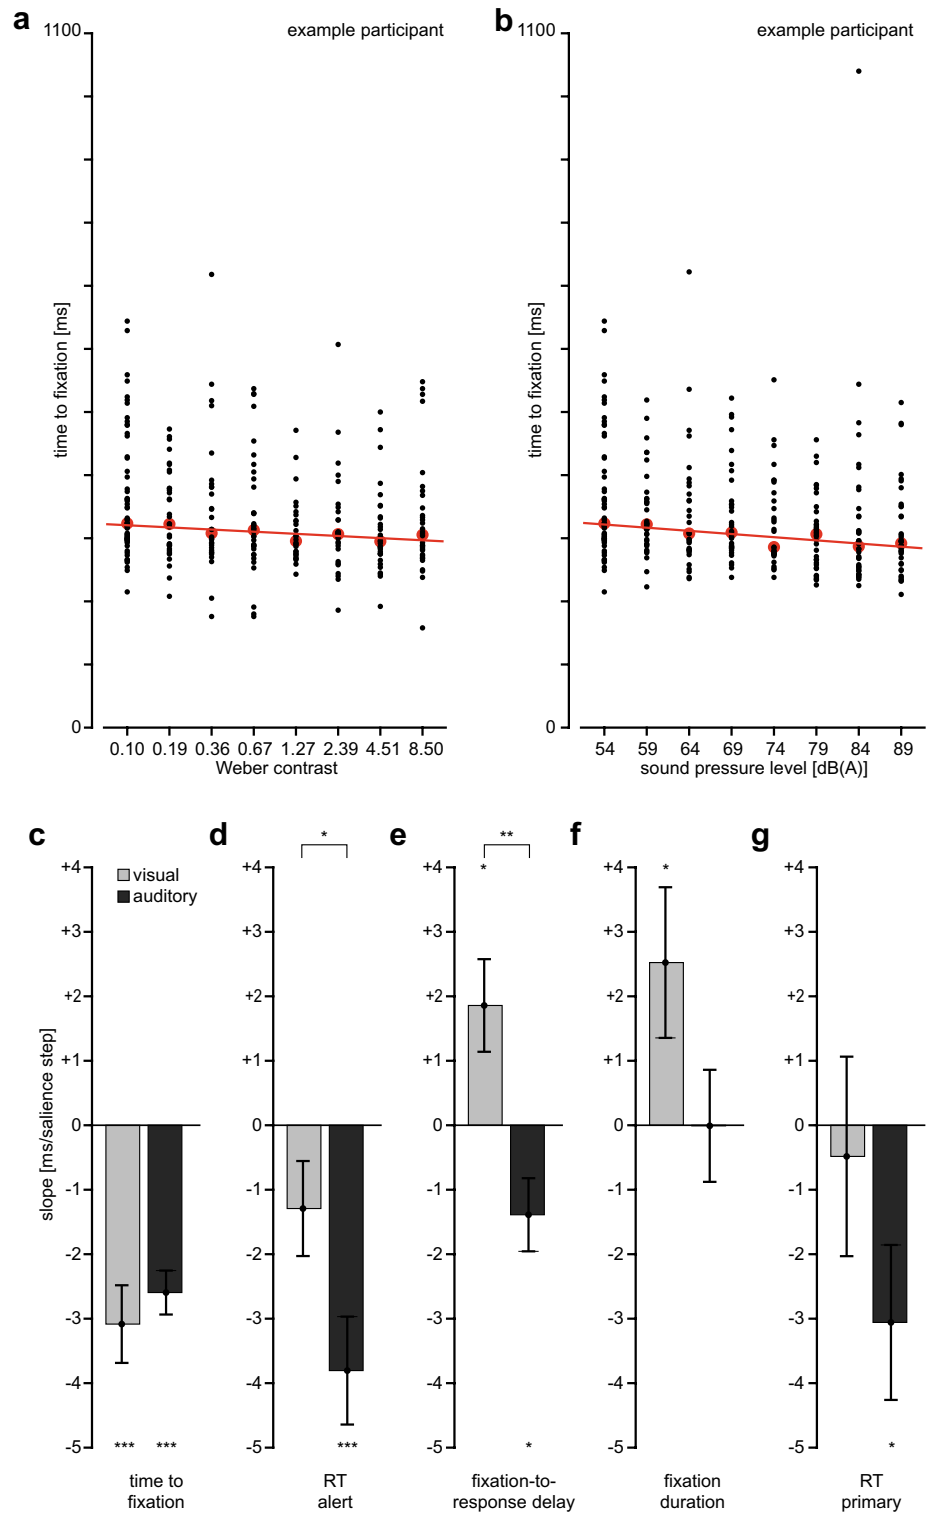 a
1100
example participant
time to fixation [ms]
0
0.10 0.19 0.36 0.67 1.27 2.39 4.51 8.50
Weber contrast
b
1100
example participant
time to fixation [ms]
0
54 59 64 69 74 79 84 89
sound pressure level [dB(A)]
c
visual
auditory
slope [ms/salience step]
+4
+3
+2
+1
0
-1
-2
-3
-4
-5
*** ***
time to
fixation
d
*
+4
+3
+2
+1
0
-1
-2
-3
-4
-5
***
RT
alert
e
**
*
+4
+3
+2
+1
0
-1
-2
-3
-4
-5
*
fixation-to-
response delay
f
*
+4
+3
+2
+1
0
-1
-2
-3
-4
-5
fixation
duration
g
+4
+3
+2
+1
0
-1
-2
-3
-4
-5
*
RT
primary